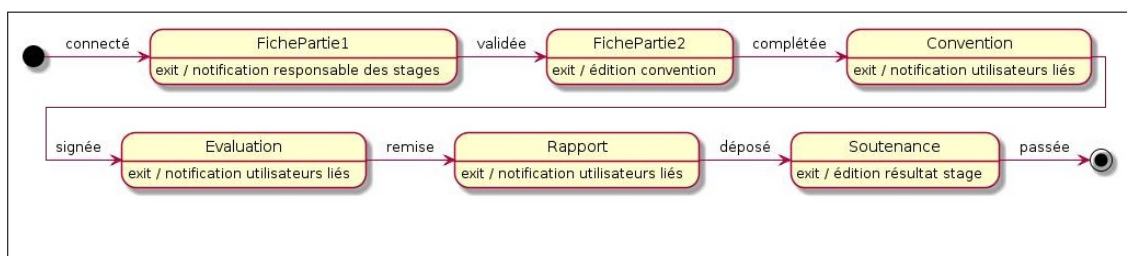 connecté
FichePartie1
exit / notification responsable des stages
validée
FichePartie2
exit / édition convention
complétée
Convention
exit / notification utilisateurs liés
signée
Evaluation
exit / notification utilisateurs liés
remise
Rapport
exit / notification utilisateurs liés
déposé
Soutenance
exit / édition résultat stage
passée